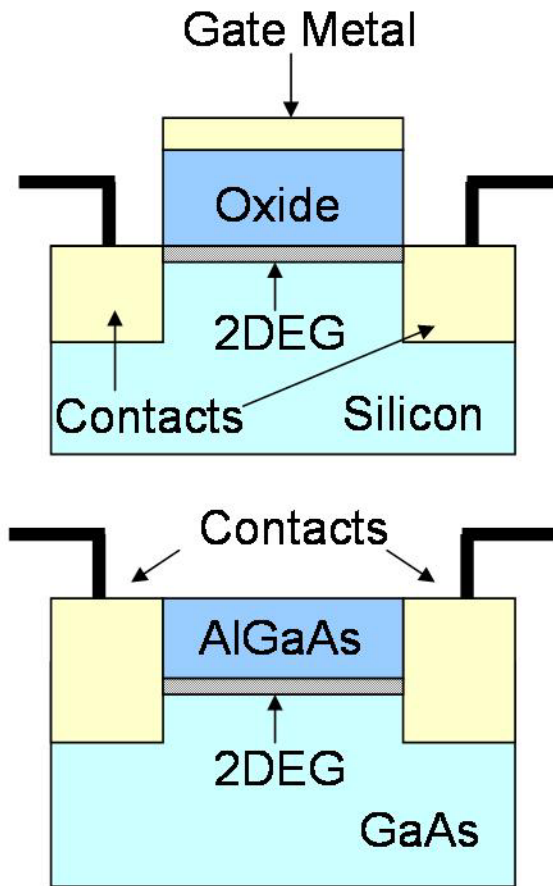 Gate Metal
Oxide
2DEG
Contacts
Silicon
Contacts
AlGaAs
2DEG
GaAs